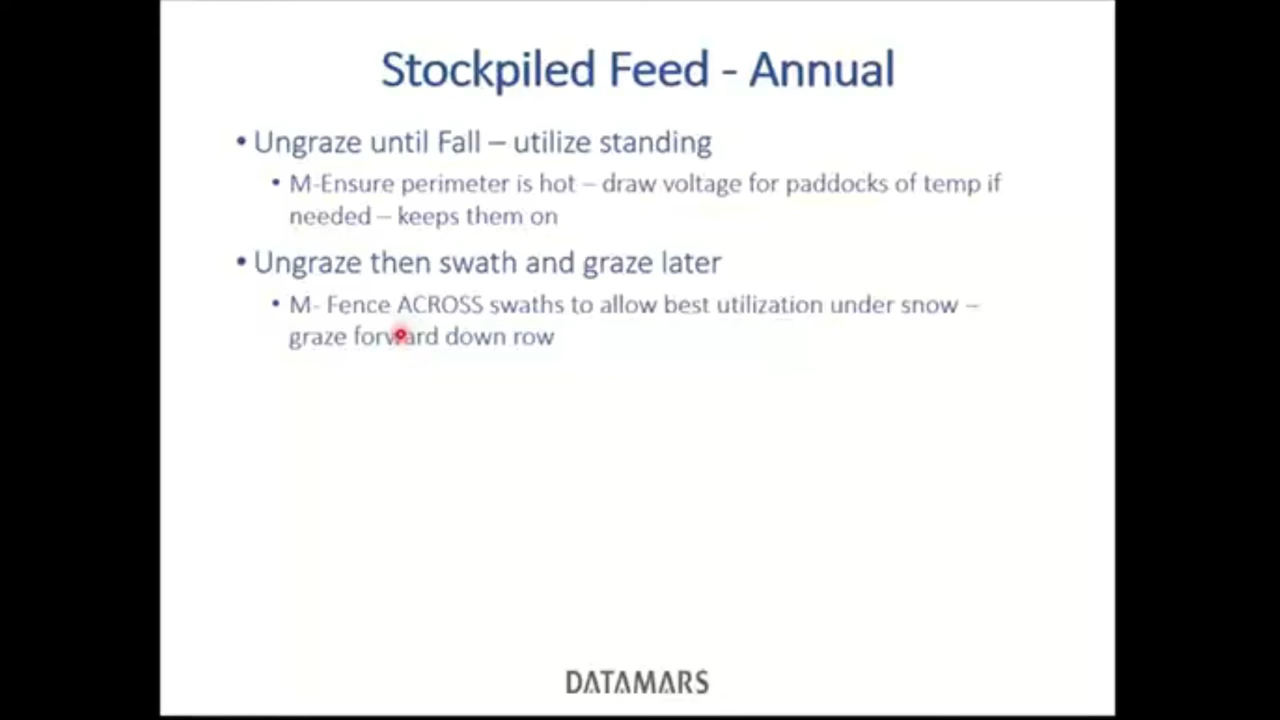 Stockpiled Feed - Annual
• Ungraze until Fall – utilize standing
• M-Ensure perimeter is hot – draw voltage for paddocks of temp if
needed – keeps them on
• Ungraze then swath and graze later
• M- Fence ACROSS swaths to allow best utilization under snow –
graze forward down row
DATAMARS